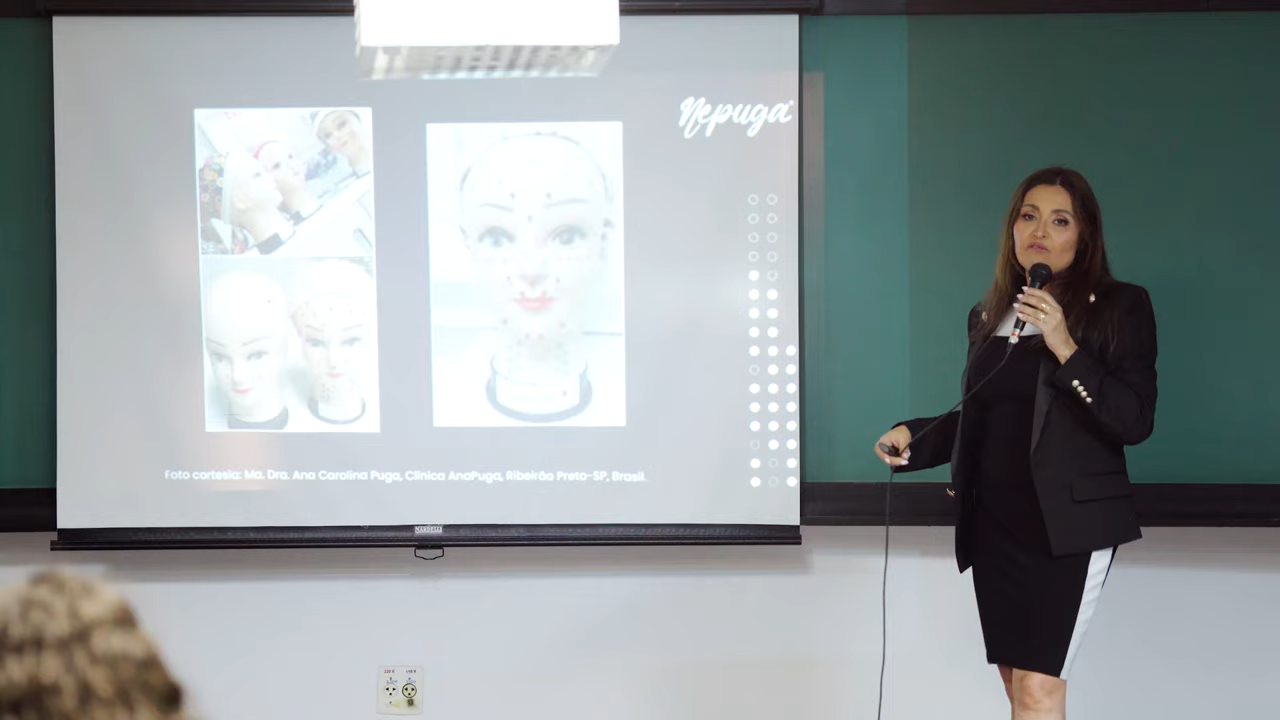 Nepuga
Foto cortesia: Ma. Dra. Ana Carolina Puga, Clínica AnaPuga, Ribeirão Preto-SP, Brasil.